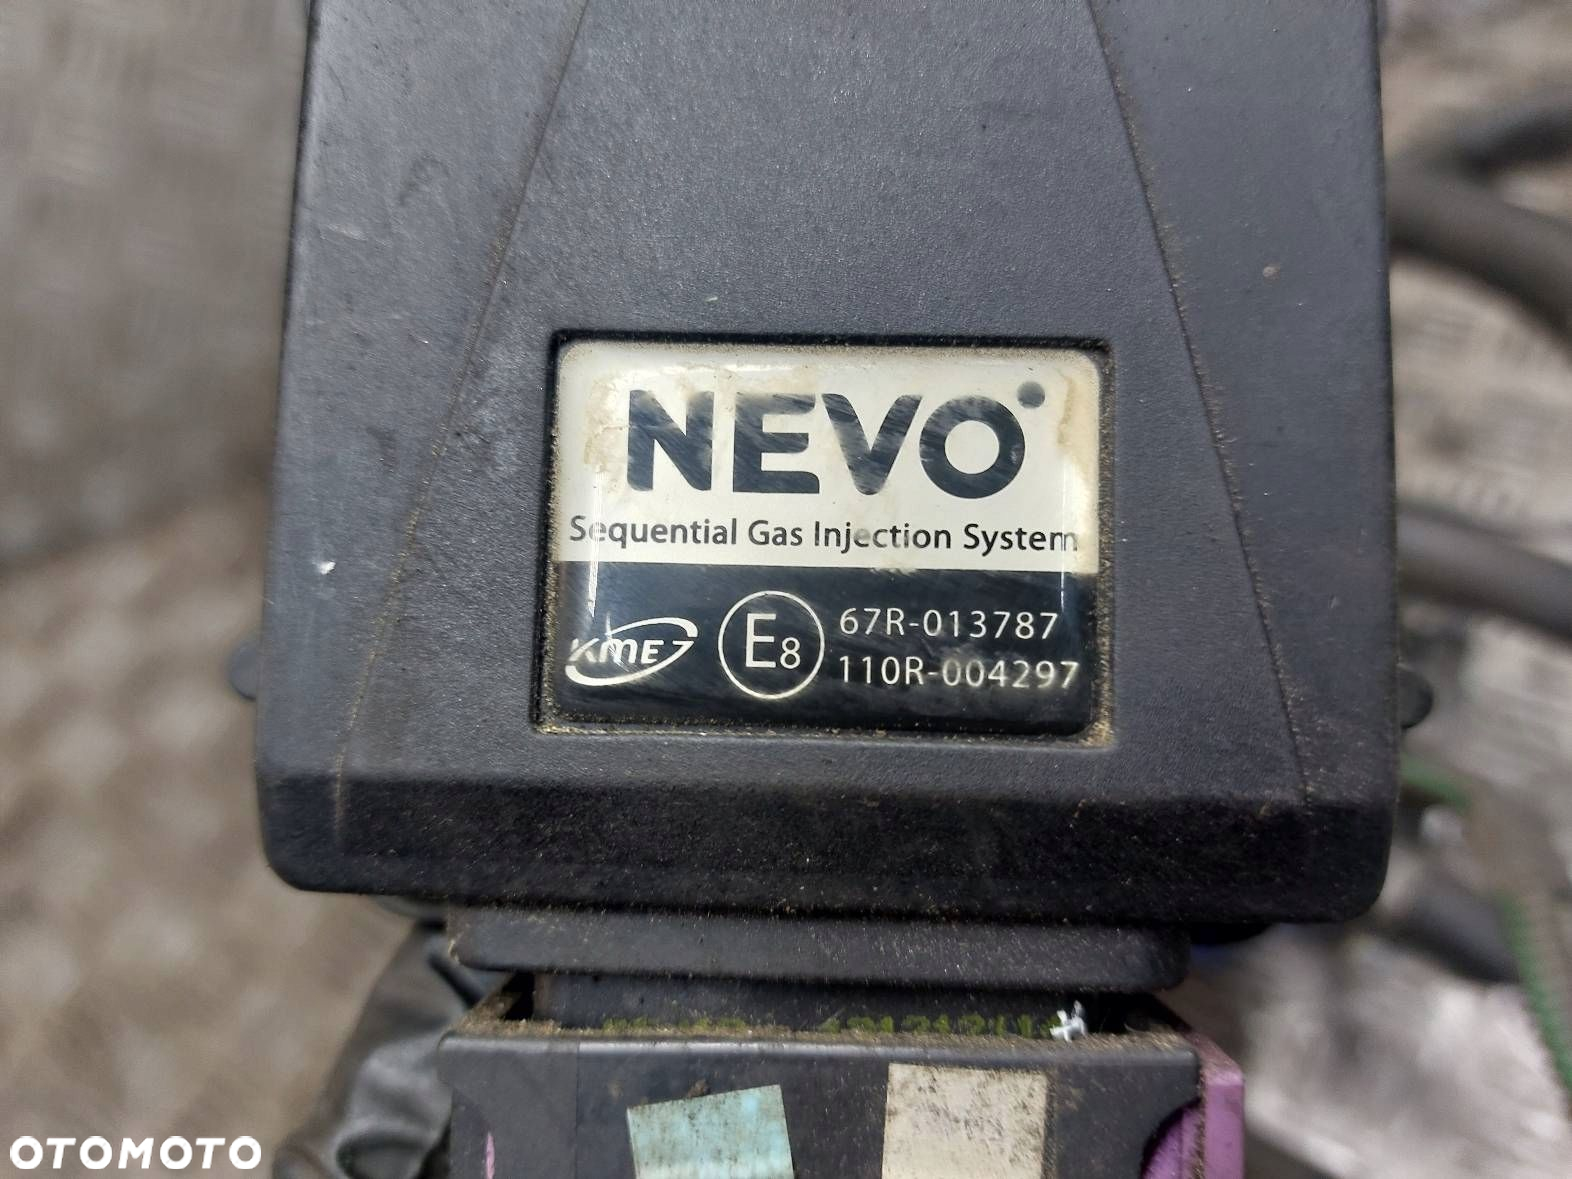 NEVO
Sequential Gas Injection System
KME
E8
67R-013787
110R-004297
OTOMOTO